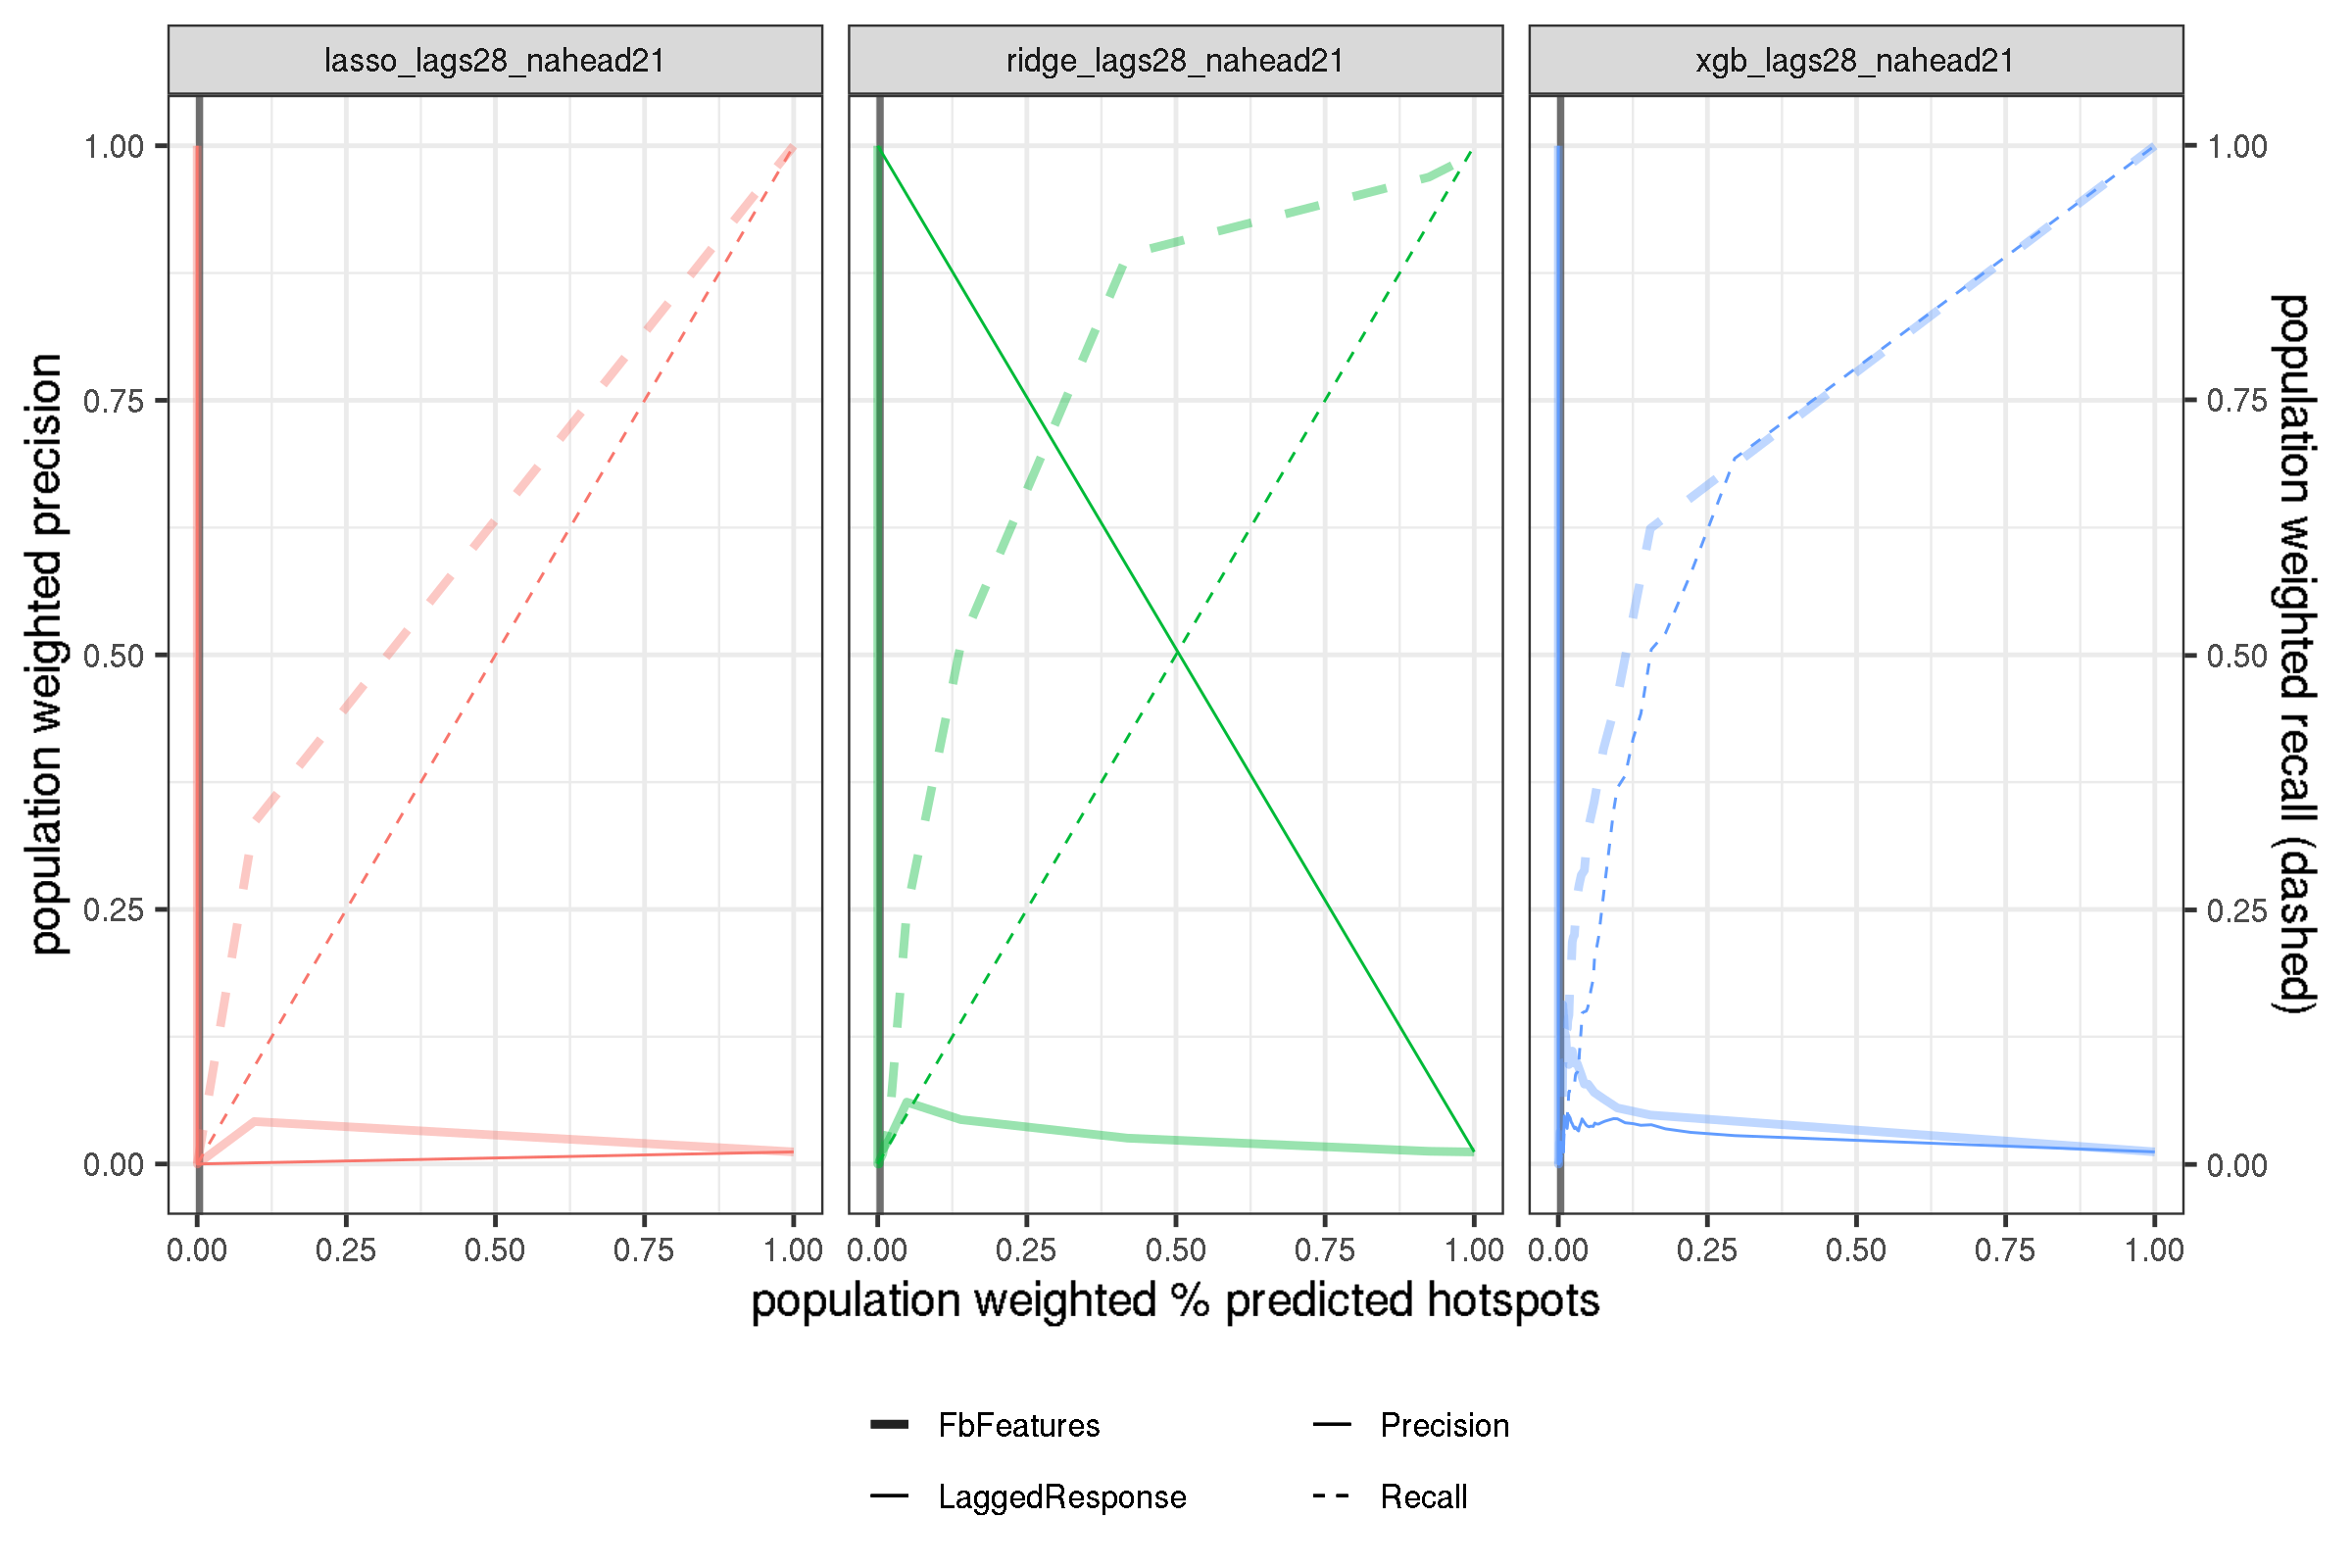 lasso_lags28_nahead21
ridge_lags28_nahead21
xgb_lags28_nahead21
population weighted precision
1.00
0.75
0.50
0.25
0.00
1.00
0.75
0.50
0.25
0.00
population weighted recall (dashed)
0.00 0.25 0.50 0.75 1.00
0.00 0.25 0.50 0.75 1.00
0.00 0.25 0.50 0.75 1.00
population weighted % predicted hotspots
FbFeatures
LaggedResponse
Precision
Recall